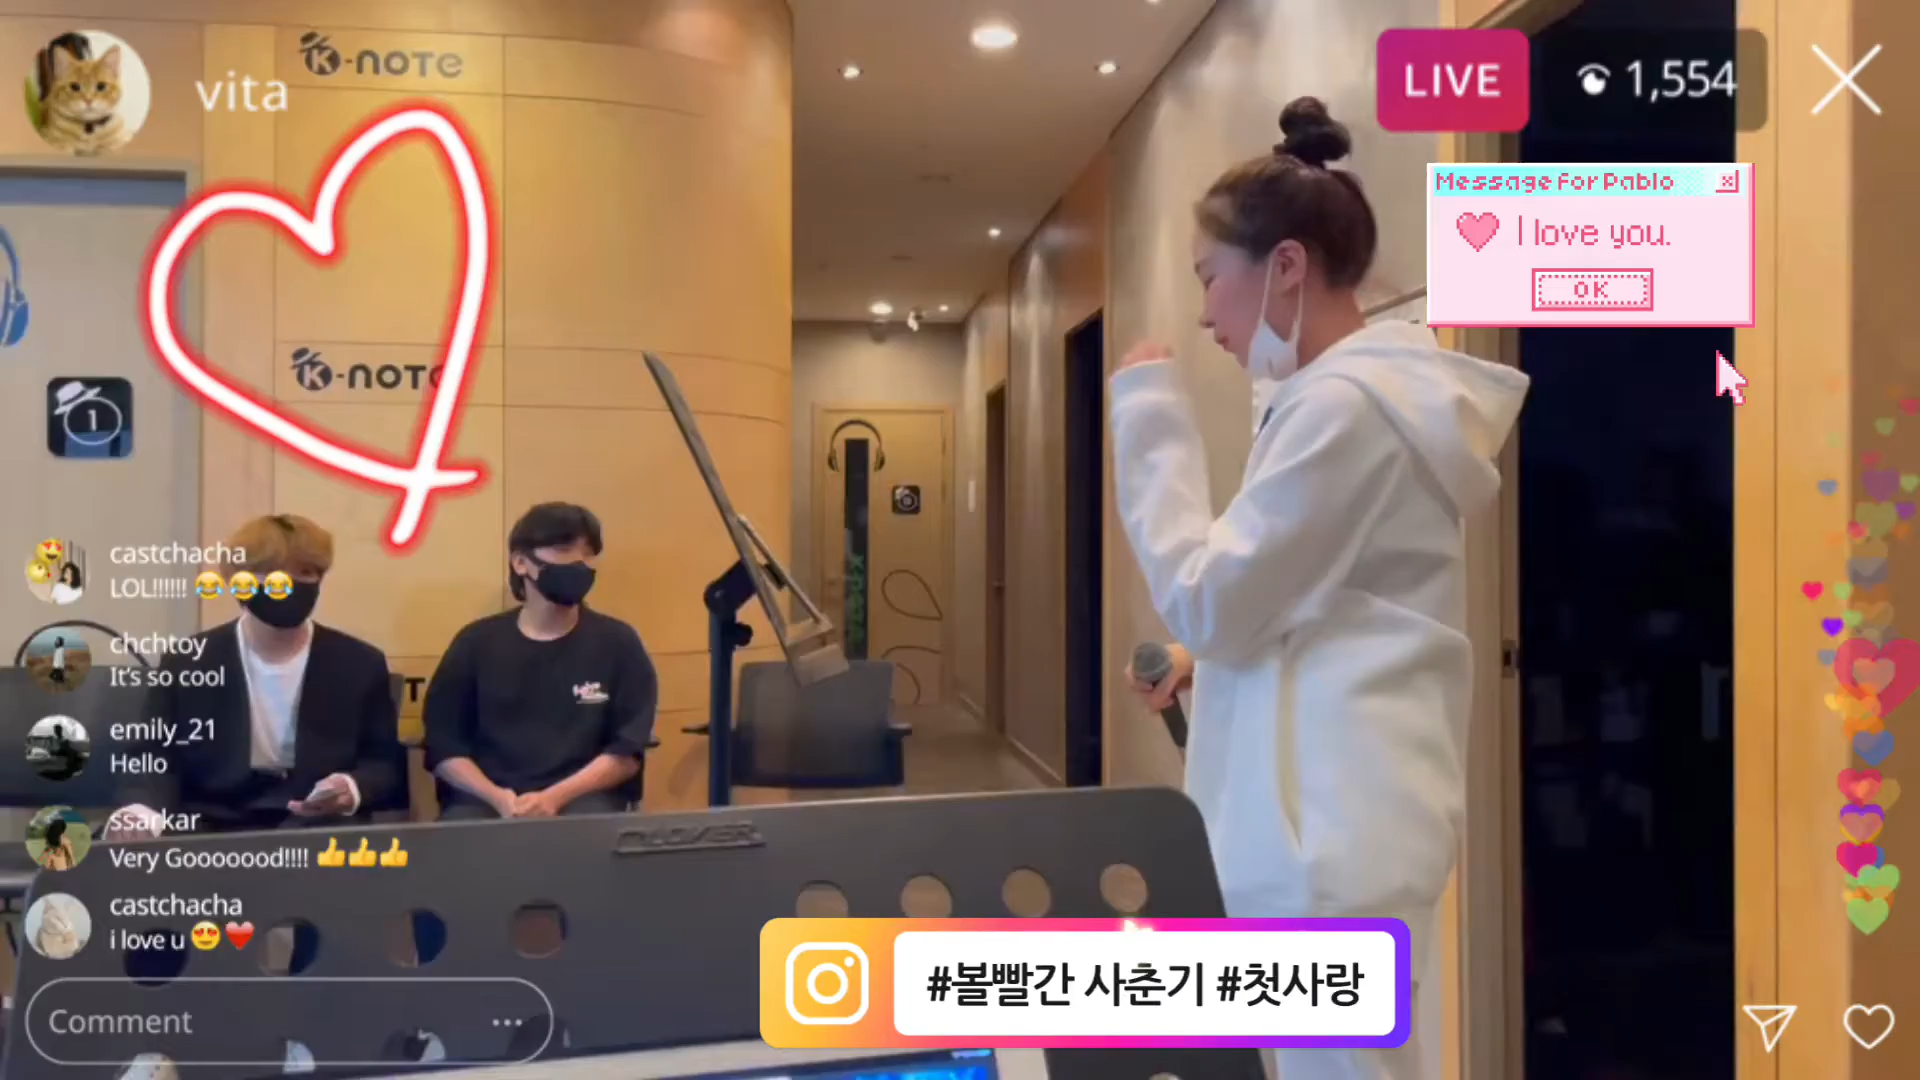 K-NOTE
vita
LIVE
1,554
Message for Pablo
I love you.
OK
K-NOTE
1
castchacha
LOL!!!!!! 😂😂😂
chchtoy
It's so cool
emily_21
Hello
ssarkar
Very Gooooood!!!! 👍👍👍
castchacha
i love u 😍❤️
Comment
#볼빨간 사춘기 #첫사랑